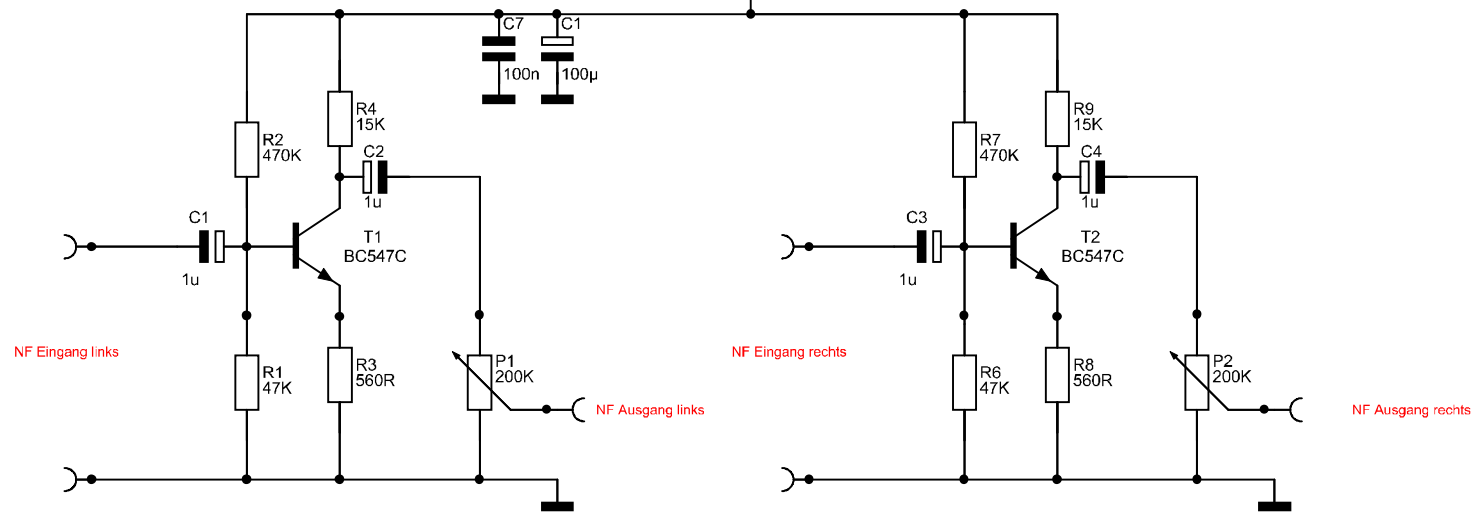 C7
100n
C1
100µ
R4
15K
R2
470K
C2
1u
C1
1u
T1
BC547C
NF Eingang links
R1
47K
R3
560R
P1
200K
NF Ausgang links
R9
15K
R7
470K
C4
1u
C3
1u
T2
BC547C
NF Eingang rechts
R6
47K
R8
560R
P2
200K
NF Ausgang rechts